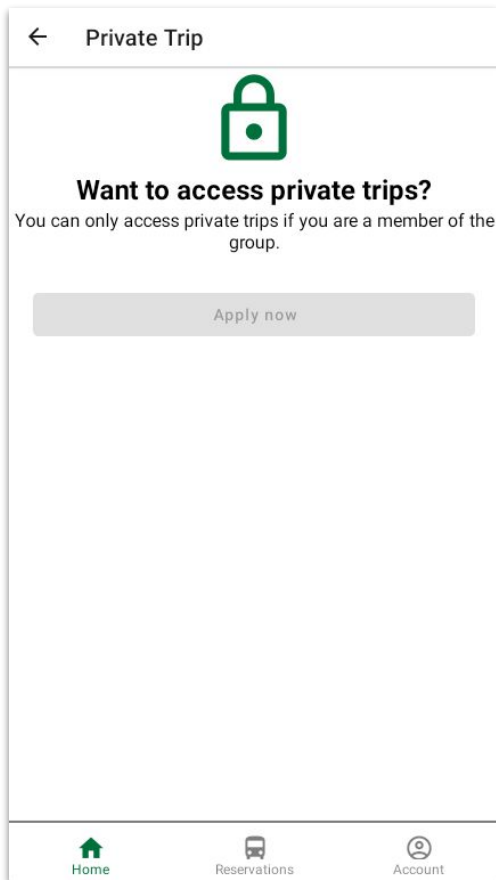 Private Trip
Want to access private trips?
You can only access private trips if you are a member of the
group.
Apply now
Home
Reservations
Account